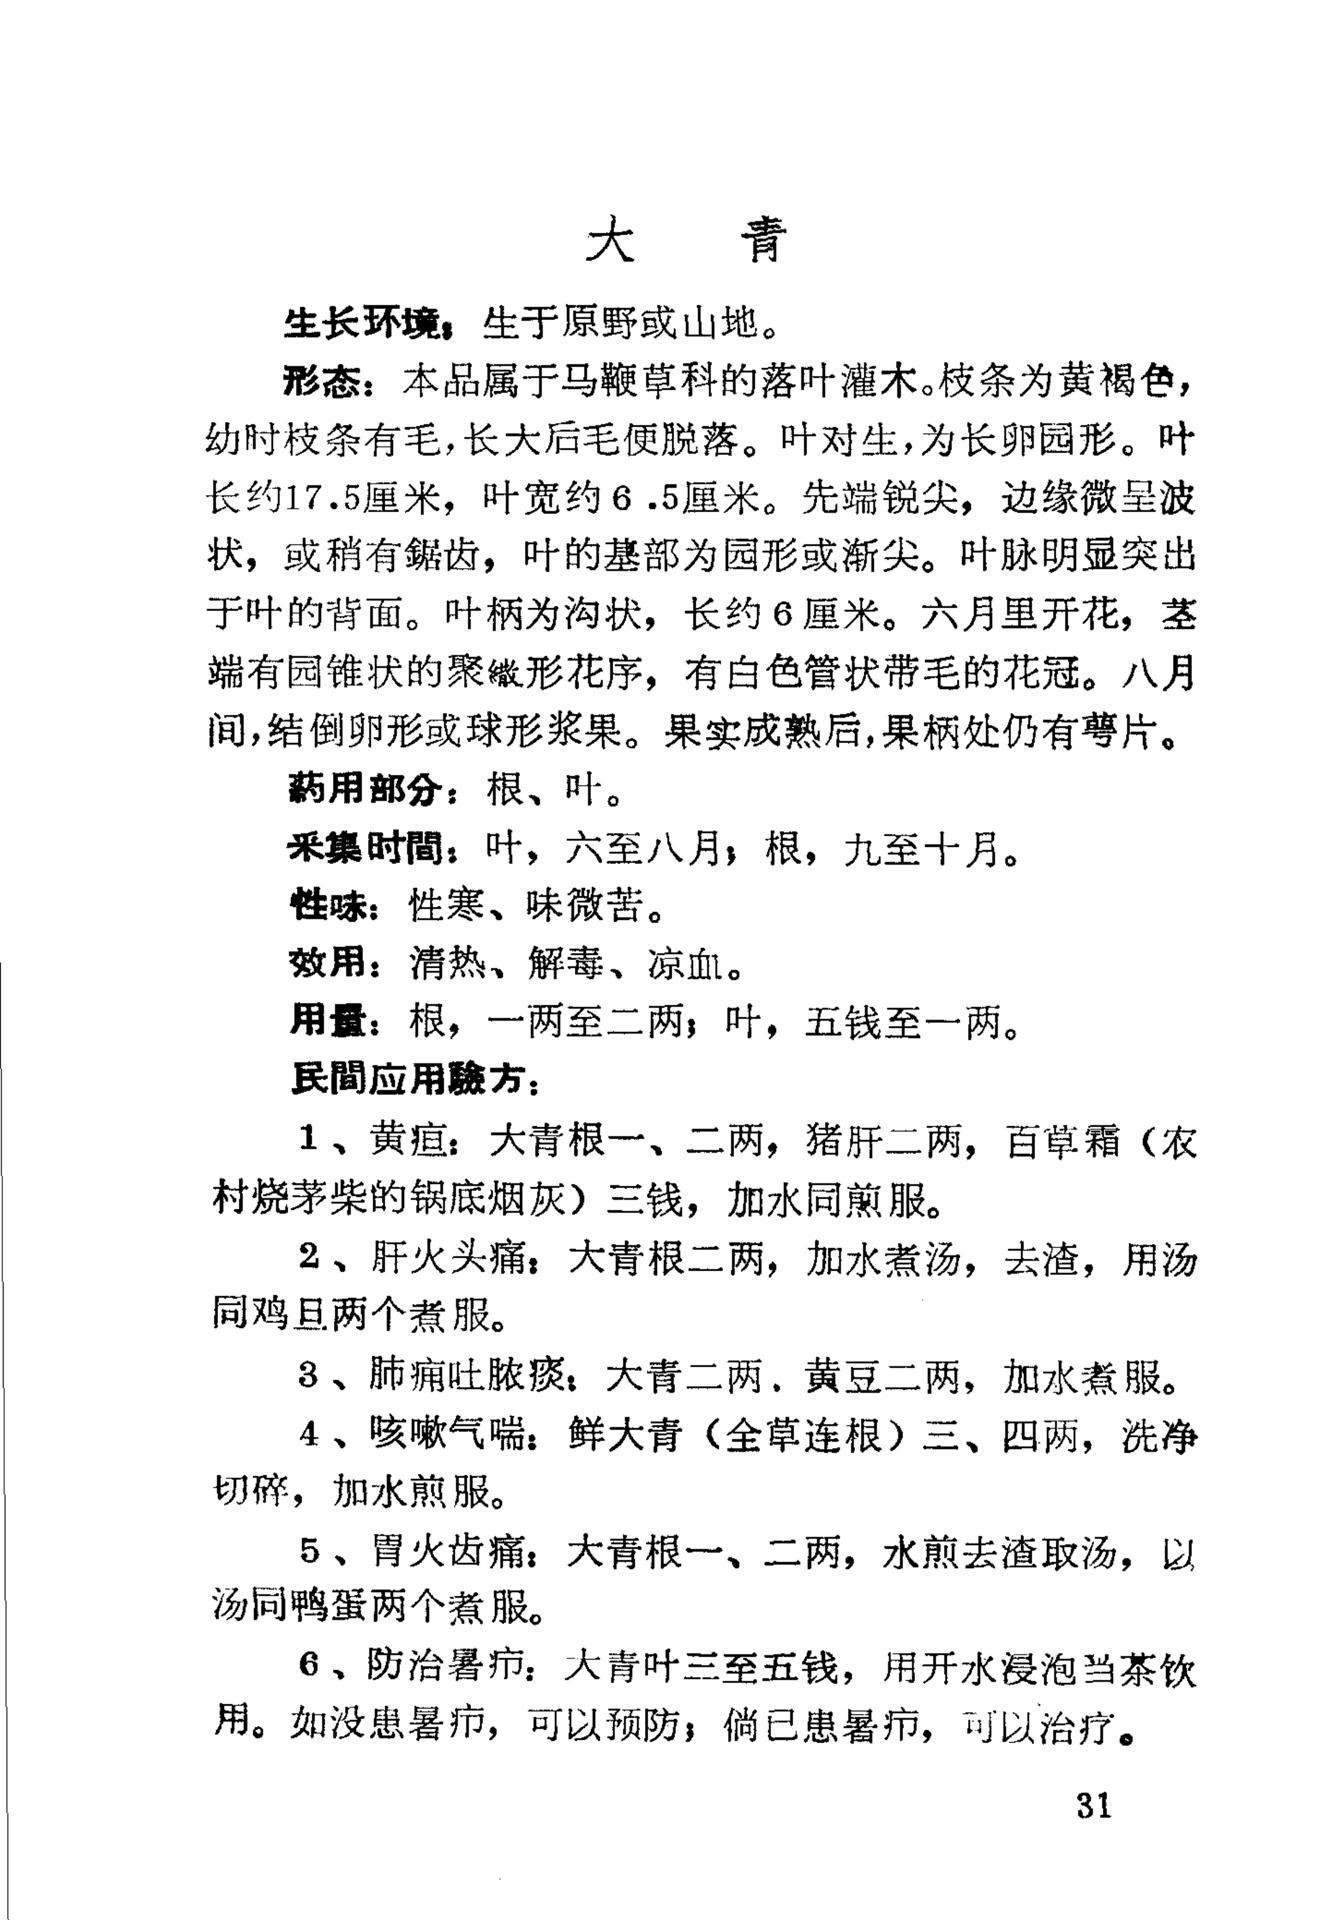 大 青
生长环境：生于原野或山地。
形态：本品属于马鞭草科的落叶灌木。枝条为黄褐色，
幼时枝条有毛，长大后毛便脱落。叶对生，为长卵园形。叶
长约17.5厘米，叶宽约6.5厘米。先端锐尖，边缘微呈波
状，或稍有鋸齿，叶的基部为园形或渐尖。叶脉明显突出
于叶的背面。叶柄为沟状，长约6厘米。六月里开花，茎
端有园锥状的聚繖形花序，有白色管状带毛的花冠。八月
间，结倒卵形或球形浆果。果实成熟后，果柄处仍有萼片。
药用部分：根、叶。
采集时間：叶，六至八月；根，九至十月。
性味：性寒、味微苦。
效用：清热、解毒、凉血。
用量：根，一两至二两；叶，五钱至一两。
民間应用驗方：
1、黄疸：大青根一、二两，猪肝二两，百草霜（农
村烧茅柴的锅底烟灰）三钱，加水同煎服。
2、肝火头痛：大青根二两，加水煮汤，去渣，用汤
同鸡旦两个煮服。
3、肺痈吐脓痰：大青二两．黄豆二两，加水煮服。
4、咳嗽气喘：鲜大青（全草连根）三、四两，洗净
切碎，加水煎服。
5、胃火齿痛：大青根一、二两，水煎去渣取汤，以
汤同鸭蛋两个煮服。
6、防治暑疖：大青叶三至五钱，用开水浸泡当茶饮
用。如没患暑疖，可以预防；倘已患暑疖，可以治疗。
31